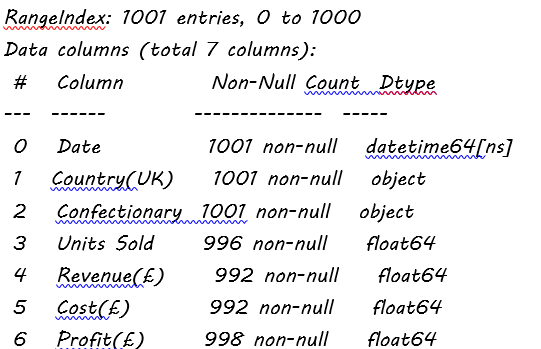 RangeIndex: 1001 entries, 0 to 1000
Data columns (total 7 columns):
# Column Non-Null Count Dtype
--- ------ -------------- -----
0 Date 1001 non-null datetime64[ns]
1 Country(UK) 1001 non-null object
2 Confectionary 1001 non-null object
3 Units Sold 996 non-null float64
4 Revenue(£) 992 non-null float64
5 Cost(£) 992 non-null float64
6 Profit(£) 998 non-null float64